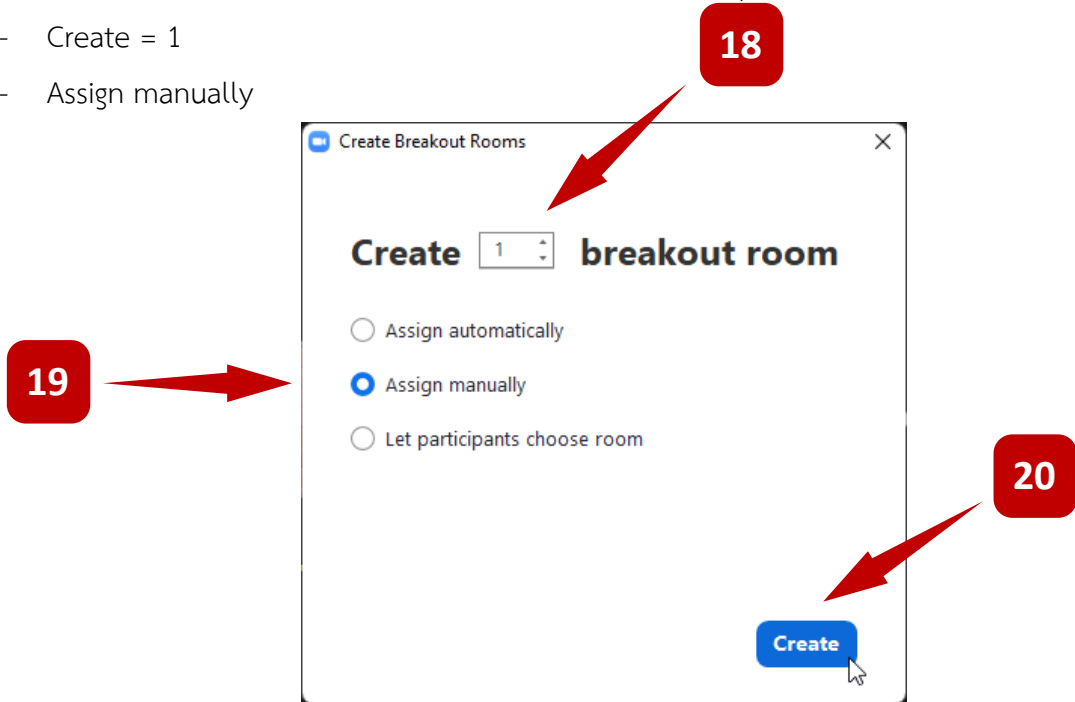 - Create = 1
18
- Assign manually
Create Breakout Rooms
Create 1 breakout room
Assign automatically
19
Assign manually
Let participants choose room
20
Create